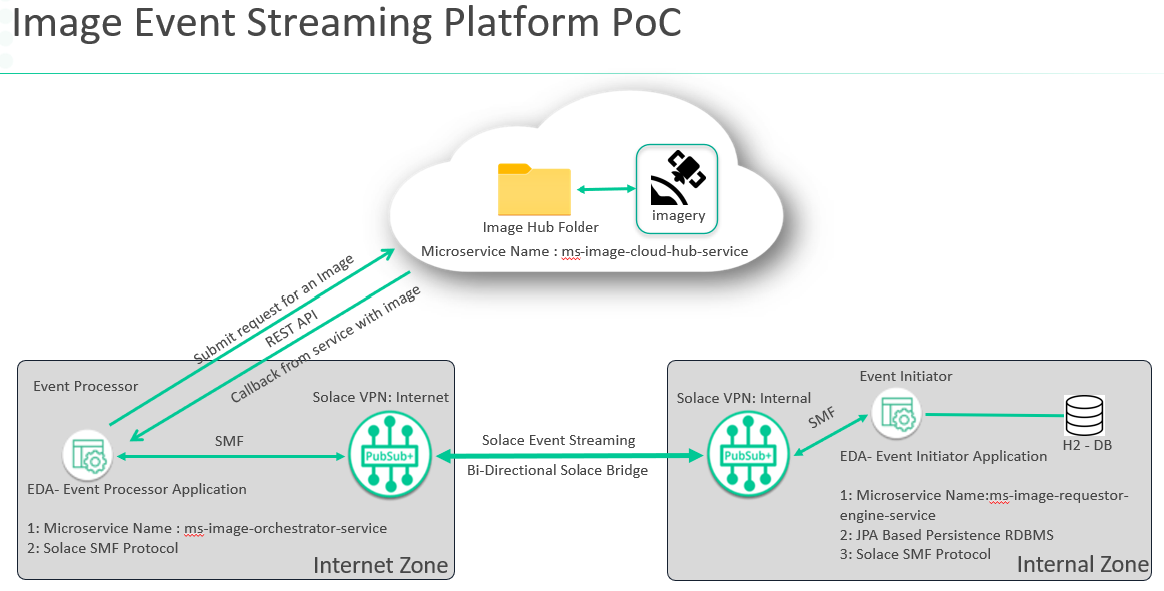 Image Event Streaming Platform PoC
imagery
Image Hub Folder
Microservice Name : ms-image-cloud-hub-service
Submit request for an Image
REST API
Callback from service with image
Event Processor
Solace VPN: Internet
SMF
PubSub+
EDA- Event Processor Application
1: Microservice Name : ms-image-orchestrator-service
2: Solace SMF Protocol
Internet Zone
Solace Event Streaming
Bi-Directional Solace Bridge
Event Initiator
Solace VPN: Internal
SMF
PubSub+
H2 - DB
EDA- Event Initiator Application
1: Microservice Name:ms-image-requestor-
engine-service
2: JPA Based Persistence RDBMS
3: Solace SMF Protocol
Internal Zone